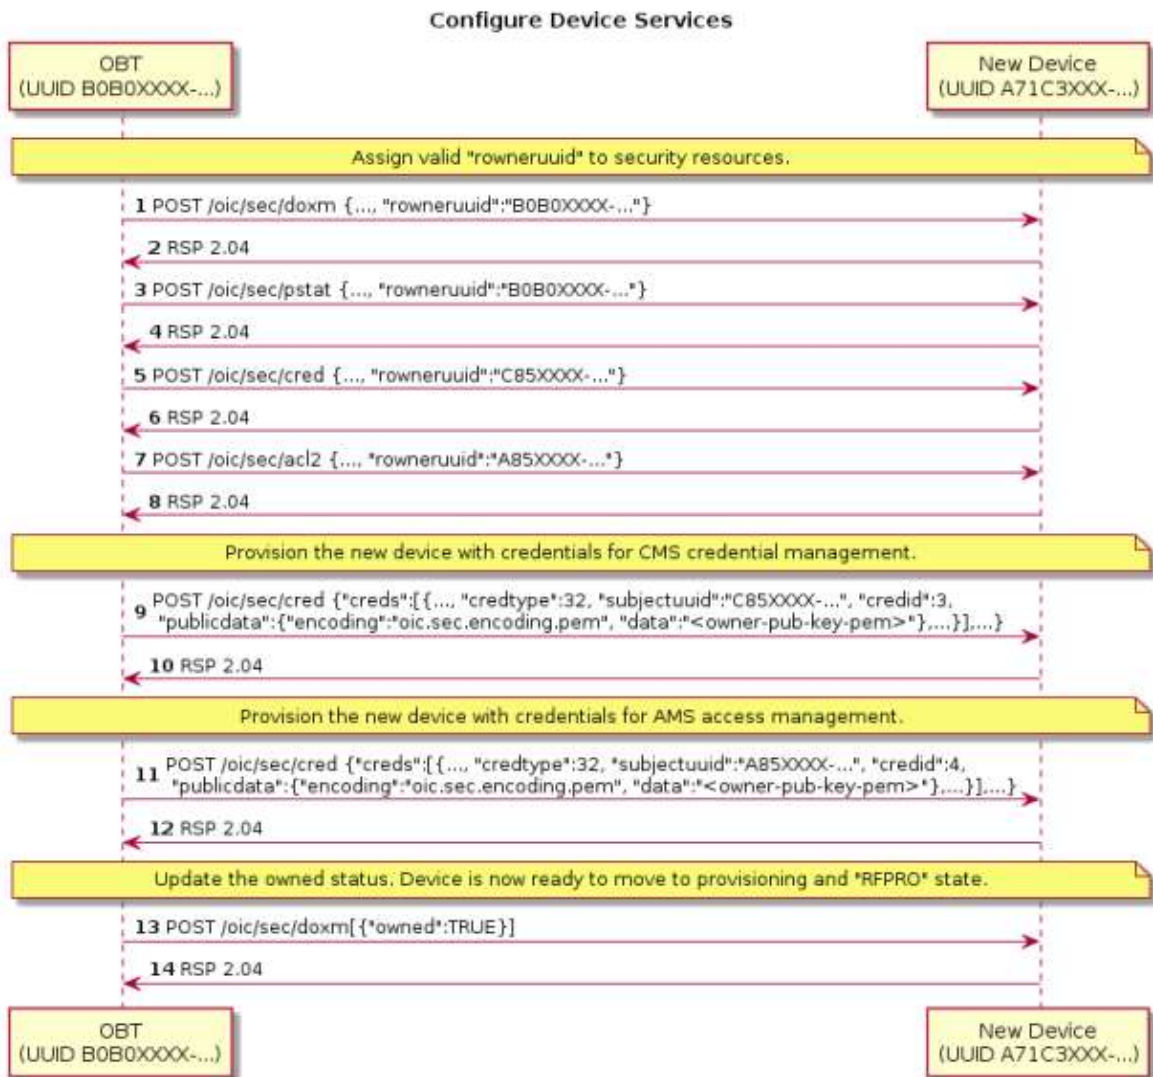 Configure Device Services
OBT
(UUID B0B0XXXX-...)
New Device
(UUID A71C3XXX-...)
Assign valid "rowneruuid" to security resources.
1 POST /oic/sec/doxm {..., "rowneruuid":"B0B0XXXX-..."}
2 RSP 2.04
3 POST /oic/sec/pstat {..., "rowneruuid":"B0B0XXXX-..."}
4 RSP 2.04
5 POST /oic/sec/cred {..., "rowneruuid":"C85XXXX-..."}
6 RSP 2.04
7 POST /oic/sec/acl2 {..., "rowneruuid":"A85XXXX-..."}
8 RSP 2.04
Provision the new device with credentials for CMS credential management.
9 POST /oic/sec/cred {"creds":[{..., "credtype":32, "subjectuuid":"C85XXXX-...", "credid":3,
"publicdata":{"encoding":"oic.sec.encoding.pem", "data":"<owner-pub-key-pem>"},...}],...}
10 RSP 2.04
Provision the new device with credentials for AMS access management.
11 POST /oic/sec/cred {"creds":[{..., "credtype":32, "subjectuuid":"A85XXXX-...", "credid":4,
"publicdata":{"encoding":"oic.sec.encoding.pem", "data":"<owner-pub-key-pem>"},...}],...}
12 RSP 2.04
Update the owned status. Device is now ready to move to provisioning and "RFPRO" state.
13 POST /oic/sec/doxm[{"owned":TRUE}]
14 RSP 2.04
OBT
(UUID B0B0XXXX-...)
New Device
(UUID A71C3XXX-...)